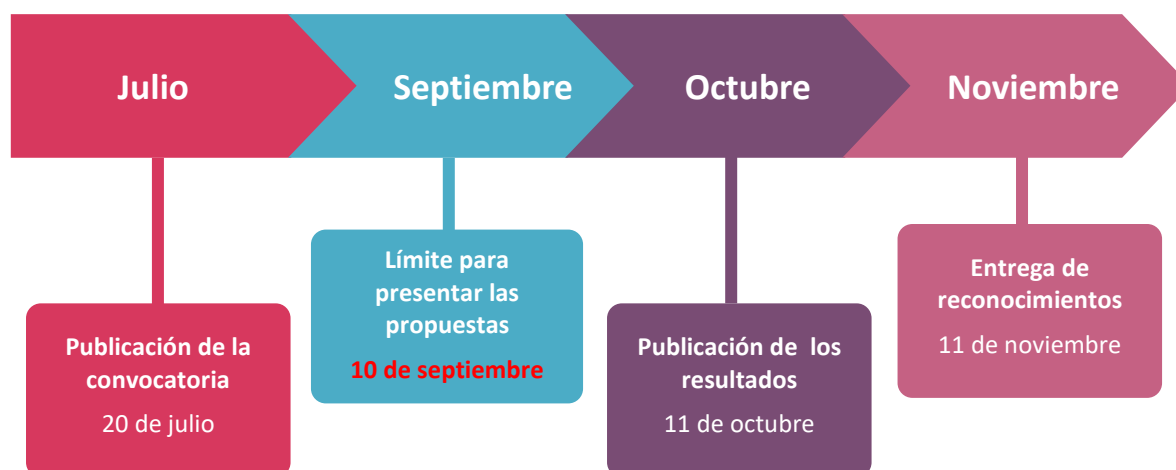 Julio
Septiembre
Octubre
Noviembre
Publicación de la
convocatoria
20 de julio
Límite para
presentar las
propuestas
10 de septiembre
Publicación de los
resultados
11 de octubre
Entrega de
reconocimientos
11 de noviembre